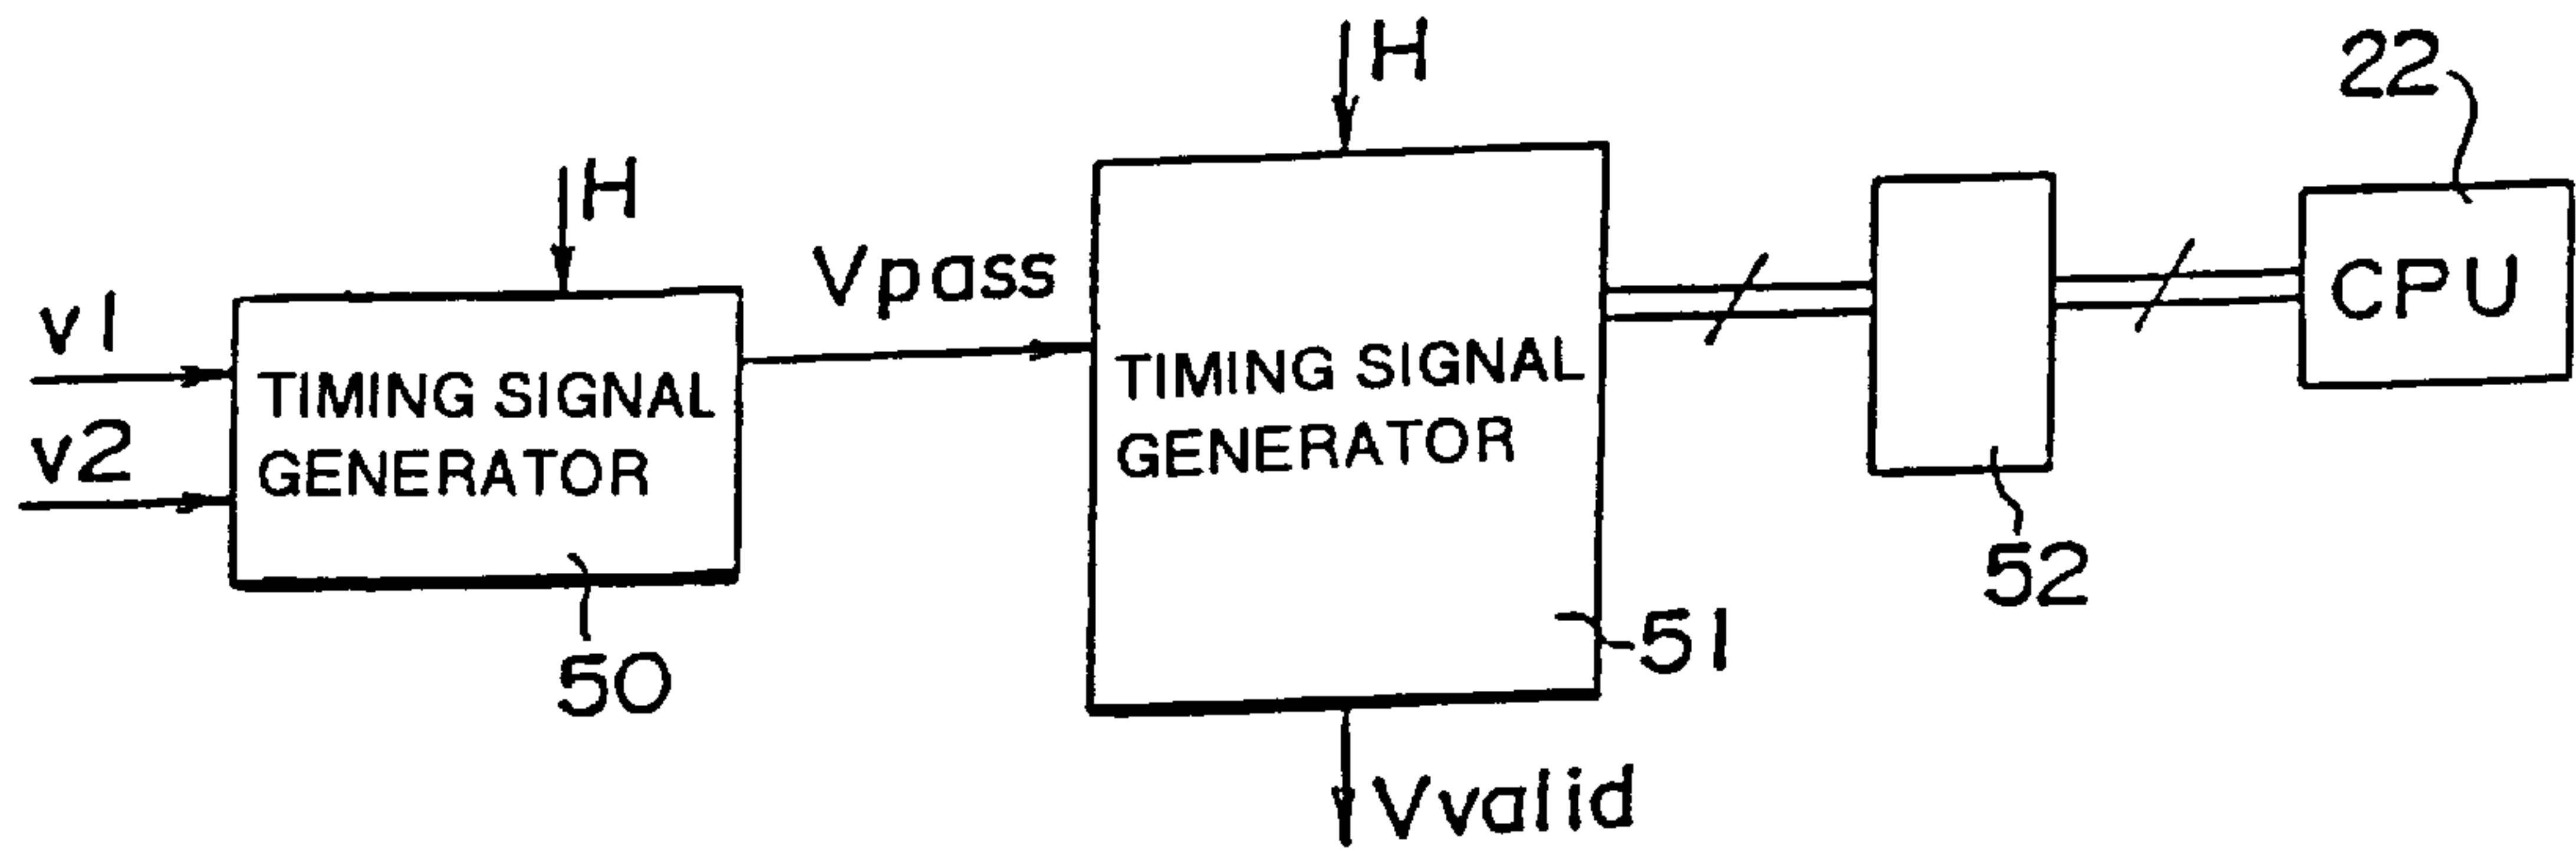 H
22
H
Vpass
v1
CPU
TIMING SIGNAL
GENERATOR
TIMING SIGNAL
GENERATOR
v2
52
51
50
Vvalid